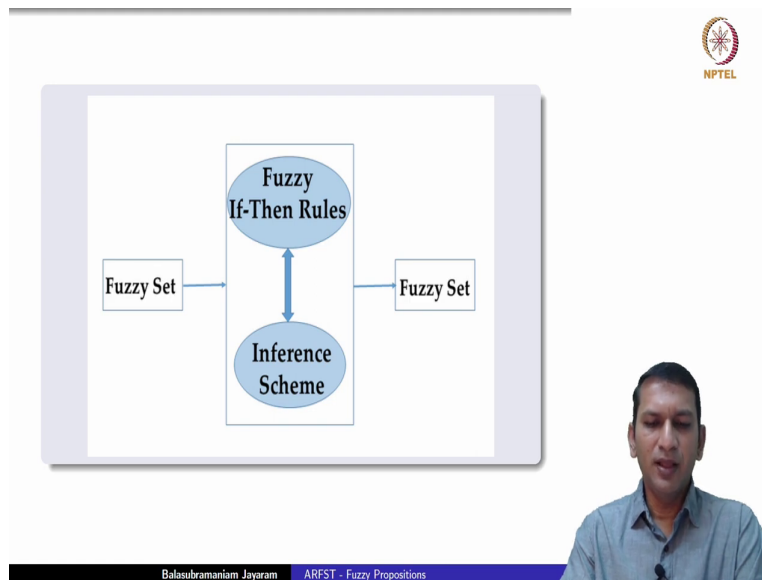 NPTEL
Fuzzy
If-Then Rules
Fuzzy Set
Fuzzy Set
Inference
Scheme
Balasubramaniam Jayaram
ARFST - Fuzzy Propositions